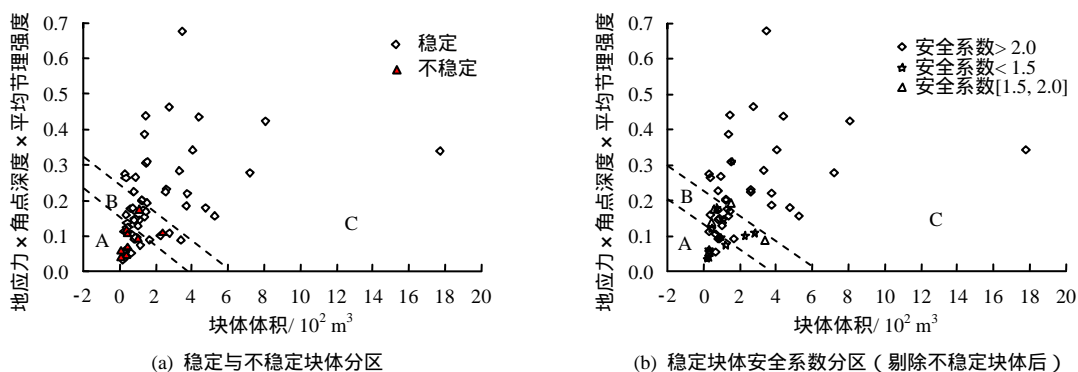 地应力×角点深度×平均节理强度
0.7
0.6
0.5
0.4
0.3
0.2
0.1
0.0
稳定
不稳定
B
A
C
-2 0 2 4 6 8 10 12 14 16 18 20
块体体积/ 10² m³
(a) 稳定与不稳定块体分区
地应力×角点深度×平均节理强度
0.7
0.6
0.5
0.4
0.3
0.2
0.1
0.0
安全系数> 2.0
安全系数< 1.5
安全系数[1.5, 2.0]
B
A
C
-2 0 2 4 6 8 10 12 14 16 18 20
块体体积/ 10² m³
(b) 稳定块体安全系数分区（剔除不稳定块体后）